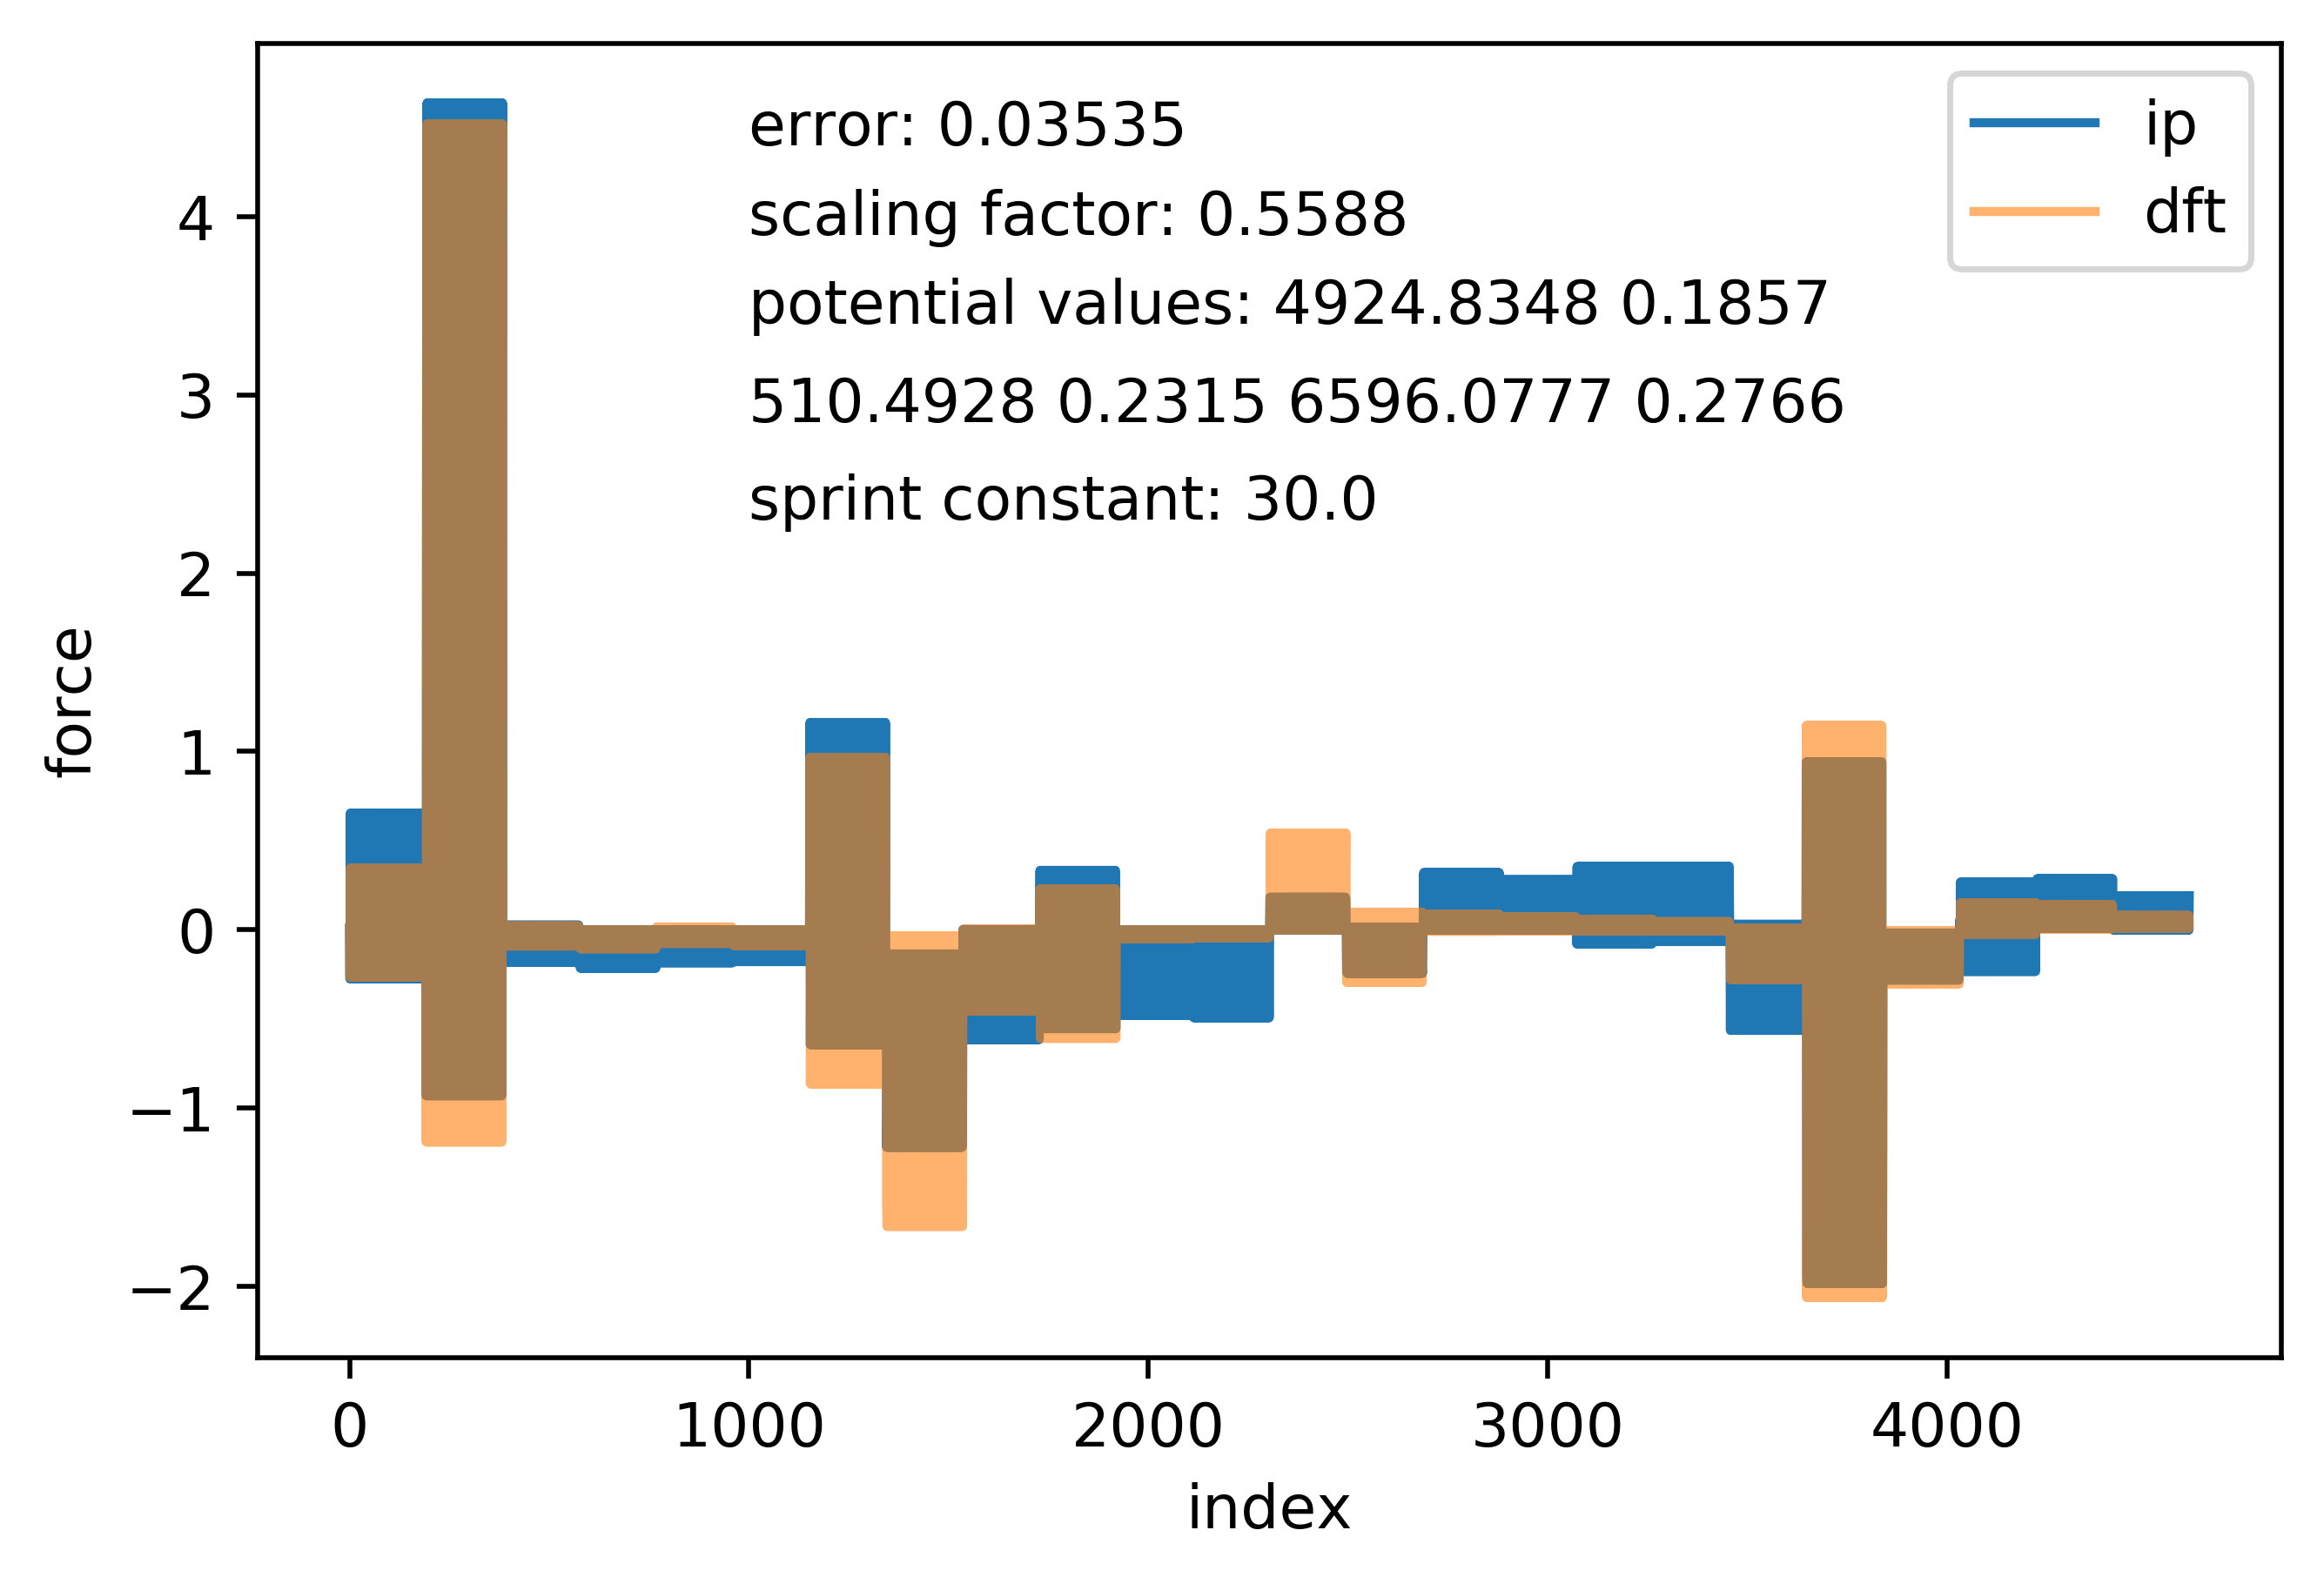 error: 0.03535
scaling factor: 0.5588
potential values: 4924.8348 0.1857
510.4928 0.2315 6596.0777 0.2766
sprint constant: 30.0
ip
dft
4
3
2
1
0
−1
−2
force
0 1000 2000 3000 4000
index